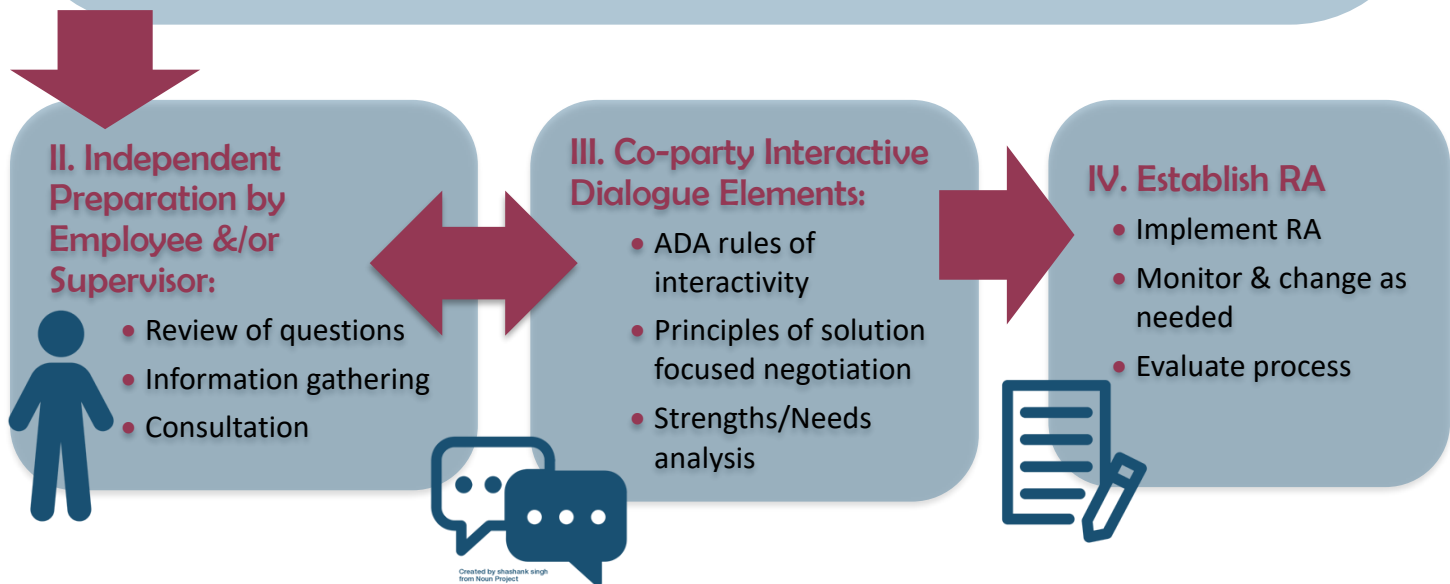 II. Independent
Preparation by
Employee &/or
Supervisor:
• Review of questions
• Information gathering
• Consultation
III. Co-party Interactive
Dialogue Elements:
• ADA rules of
interactivity
• Principles of solution
focused negotiation
• Strengths/Needs
analysis
IV. Establish RA
• Implement RA
• Monitor & change as
needed
• Evaluate process
Created by shashank singh
from Noun Project